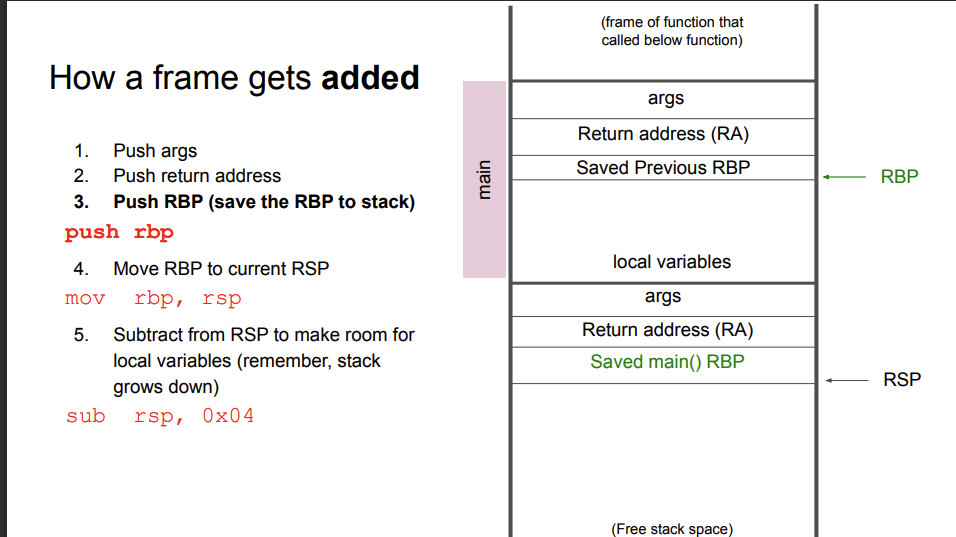 How a frame gets added
1. Push args
2. Push return address
3. Push RBP (save the RBP to stack)
push rbp
4. Move RBP to current RSP
mov rbp, rsp
5. Subtract from RSP to make room for
local variables (remember, stack
grows down)
sub rsp, 0x04
main
(frame of function that
called below function)
args
Return address (RA)
Saved Previous RBP
RBP
local variables
args
Return address (RA)
Saved main() RBP
RSP
(Free stack space)